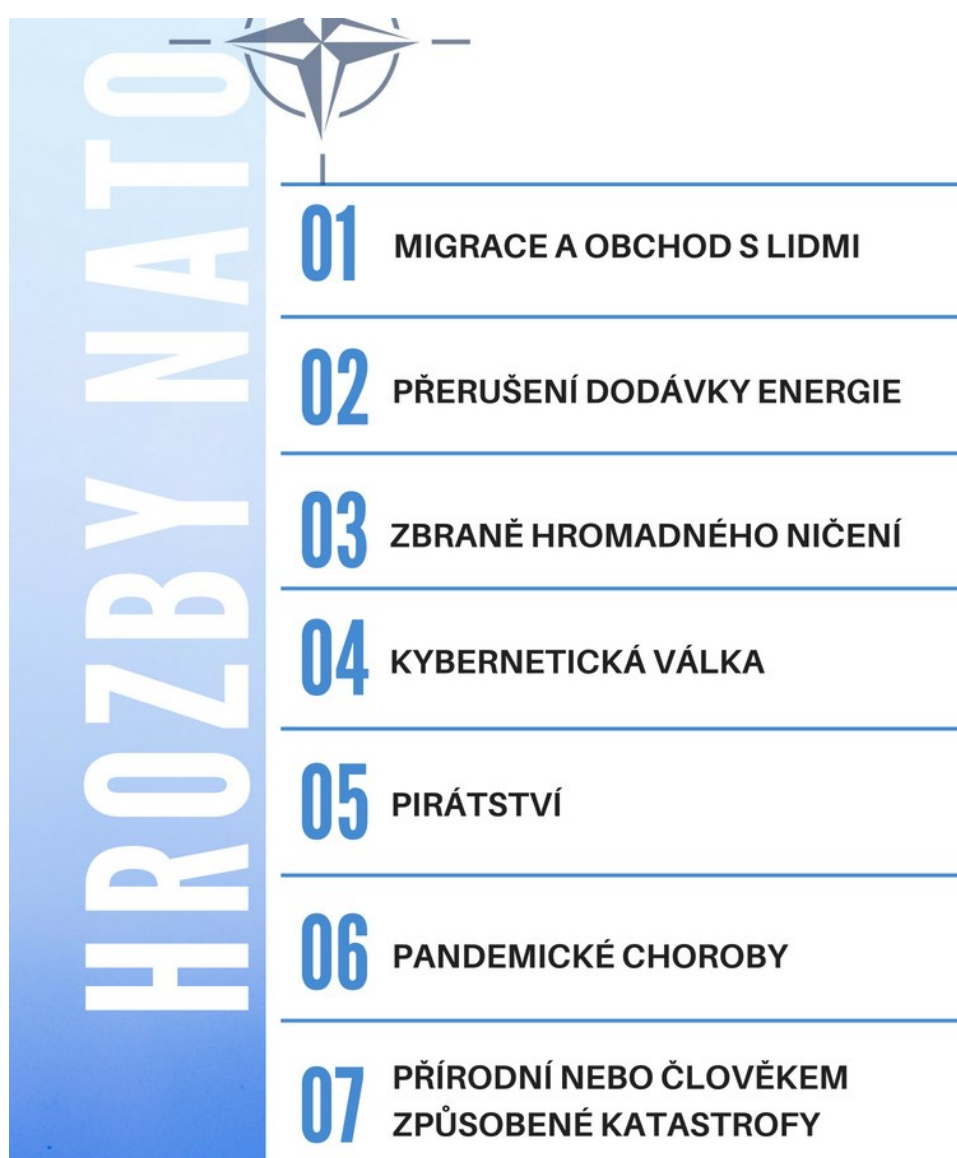 HROZBY NATO
01 MIGRACE A OBCHOD S LIDMI
02 PŘERUŠENÍ DODÁVKY ENERGIE
03 ZBRANĚ HROMADNÉHO NIČENÍ
04 KYBERNETICKÁ VÁLKA
05 PIRÁTSTVÍ
06 PANDEMICKÉ CHOROBY
07 PŘÍRODNÍ NEBO ČLOVĚKEM
ZPŮSOBENÉ KATASTROFY